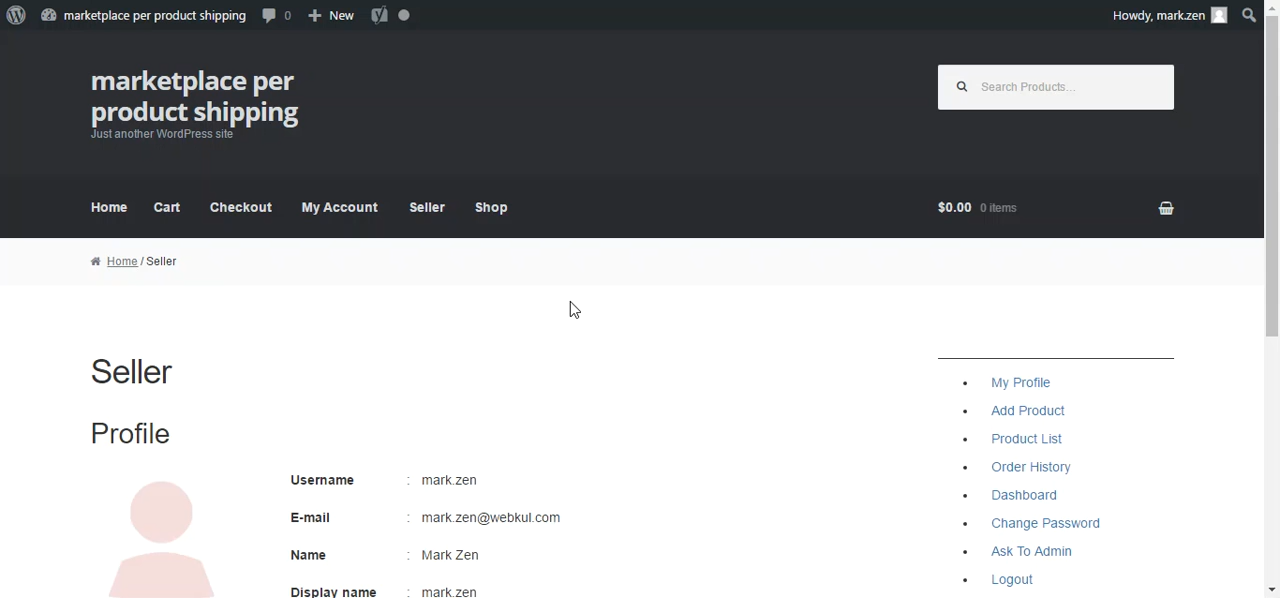 marketplace per product shipping 0 New Howdy, mark.zen
marketplace per
product shipping
Just another WordPress site
Search Products...
Home Cart Checkout My Account Seller Shop $0.00 0 items
Home / Seller
Seller
Profile
Username : mark.zen
E-mail : mark.zen@webkul.com
Name : Mark Zen
Display name : mark.zen
My Profile
Add Product
Product List
Order History
Dashboard
Change Password
Ask To Admin
Logout